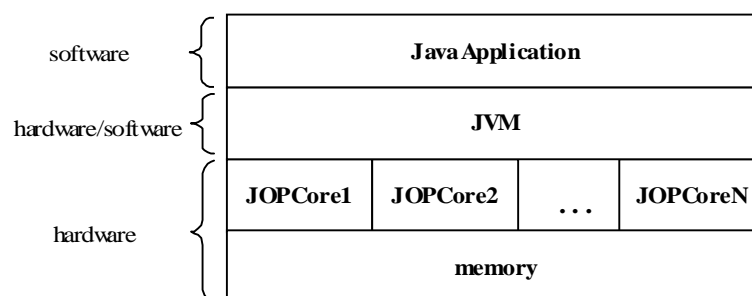 software
Java Application
hardware/software
JVM
JOPCore1 JOPCore2 ... JOPCoreN
hardware
memory